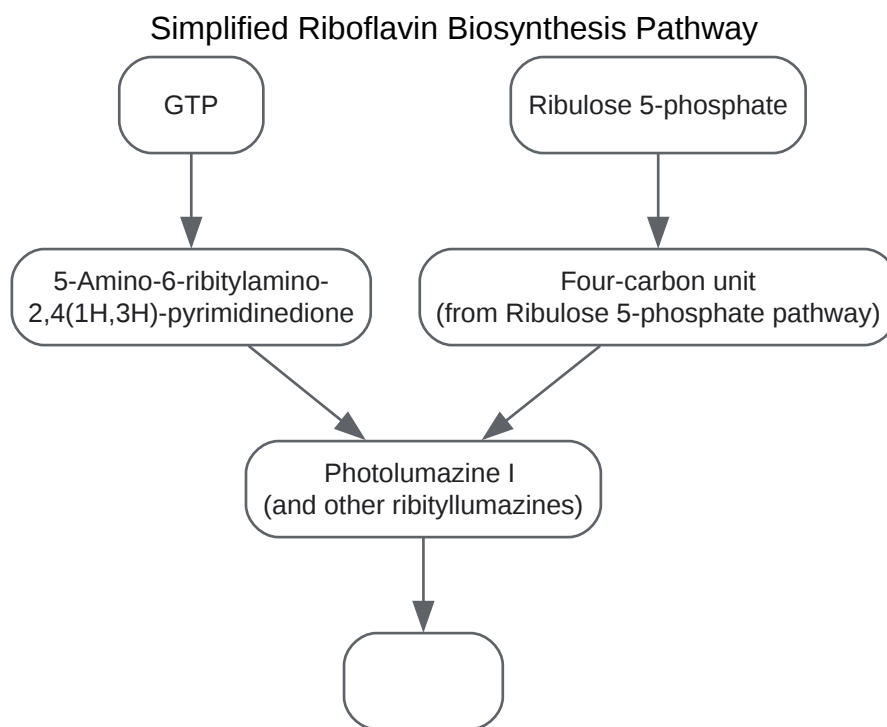 Simplified Riboflavin Biosynthesis Pathway
GTP
Ribulose 5-phosphate
5-Amino-6-ribitylamino-
2,4(1H,3H)-pyrimidinedione
Four-carbon unit
(from Ribulose 5-phosphate pathway)
Photolumazine I
(and other ribityllumazines)